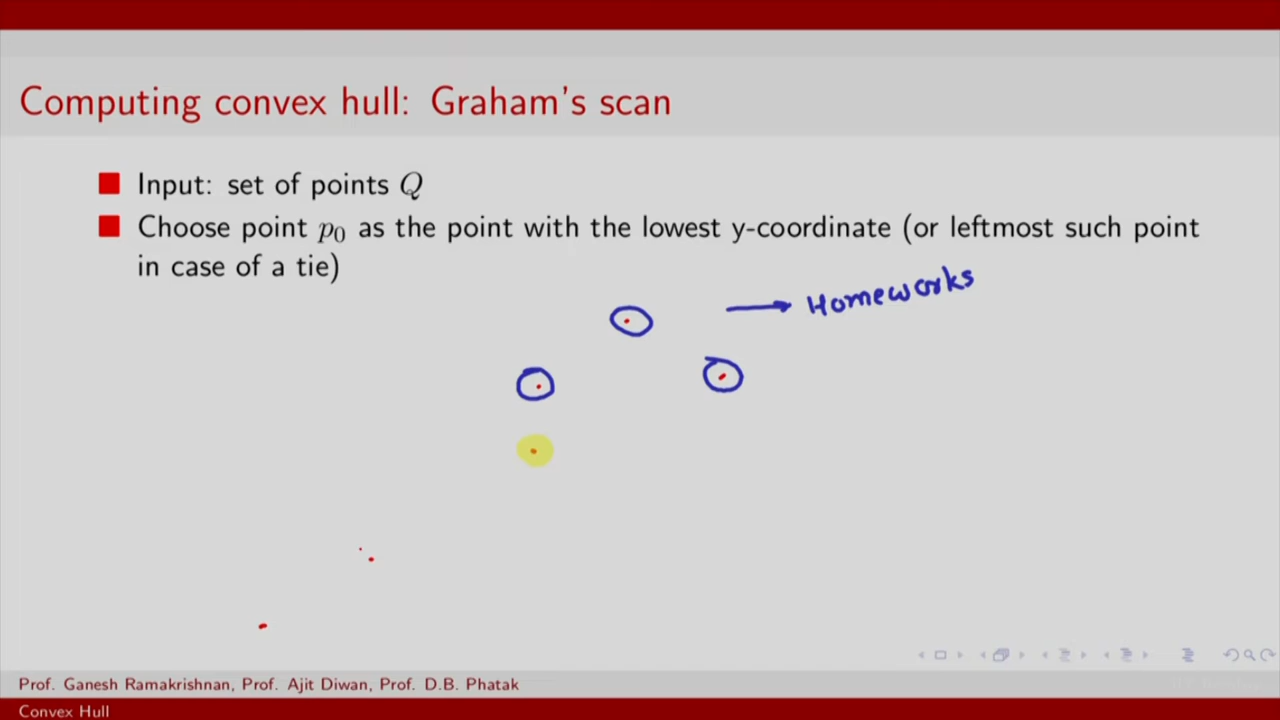 Computing convex hull: Graham's scan
Input: set of points Q
Choose point p0 as the point with the lowest y-coordinate (or leftmost such point
in case of a tie)
Homeworks
Prof. Ganesh Ramakrishnan, Prof. Ajit Diwan, Prof. D.B. Phatak
Convex Hull